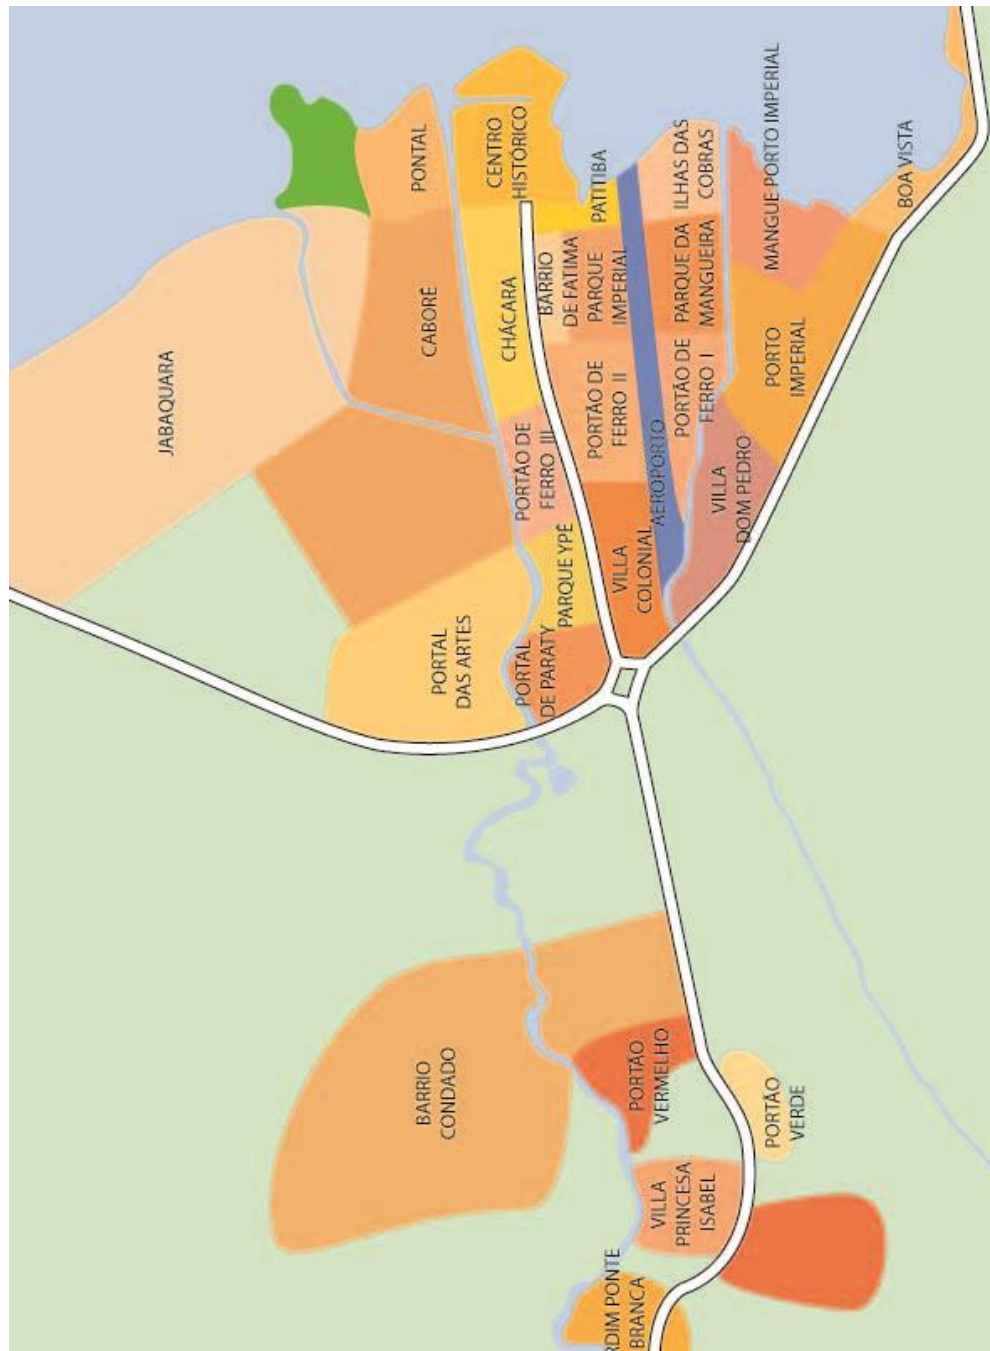 JABAQUARA
PONTAL
CABORÉ
CENTRO
HISTÓRICO
CHÁCARA
PATITIBA
BARRIO
DE FATIMA
PARQUE
IMPERIAL
ILHAS DAS
COBRAS
PARQUE DA
MANGUEIRA
MANGUE PORTO IMPERIAL
BOA VISTA
PORTO
IMPERIAL
PORTÃO DE
FERRO I
PORTÃO DE
FERRO II
PORTÃO DE
FERRO III
AEROPORTO
VILLA
DOM PEDRO
VILLA
COLONIAL
PARQUE YPÊ
PORTAL
DE PARATY
PORTAL
DAS ARTES
BARRIO
CONDADO
PORTÃO
VERMELHO
PORTÃO
VERDE
VILLA
PRINCESA
ISABEL
RDIM PONTE
BRANCA